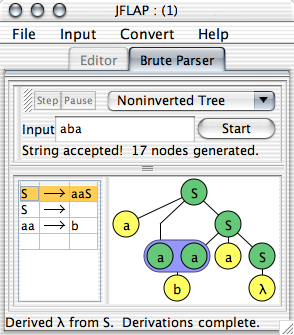 JFLAP : (1)
File Input Convert Help
Editor Brute Parser
Step Pause Noninverted Tree
Input aba Start
String accepted! 17 nodes generated.
S → aaS
S →
aa → b
S
a S
a a a S
b λ
Derived λ from S. Derivations complete.